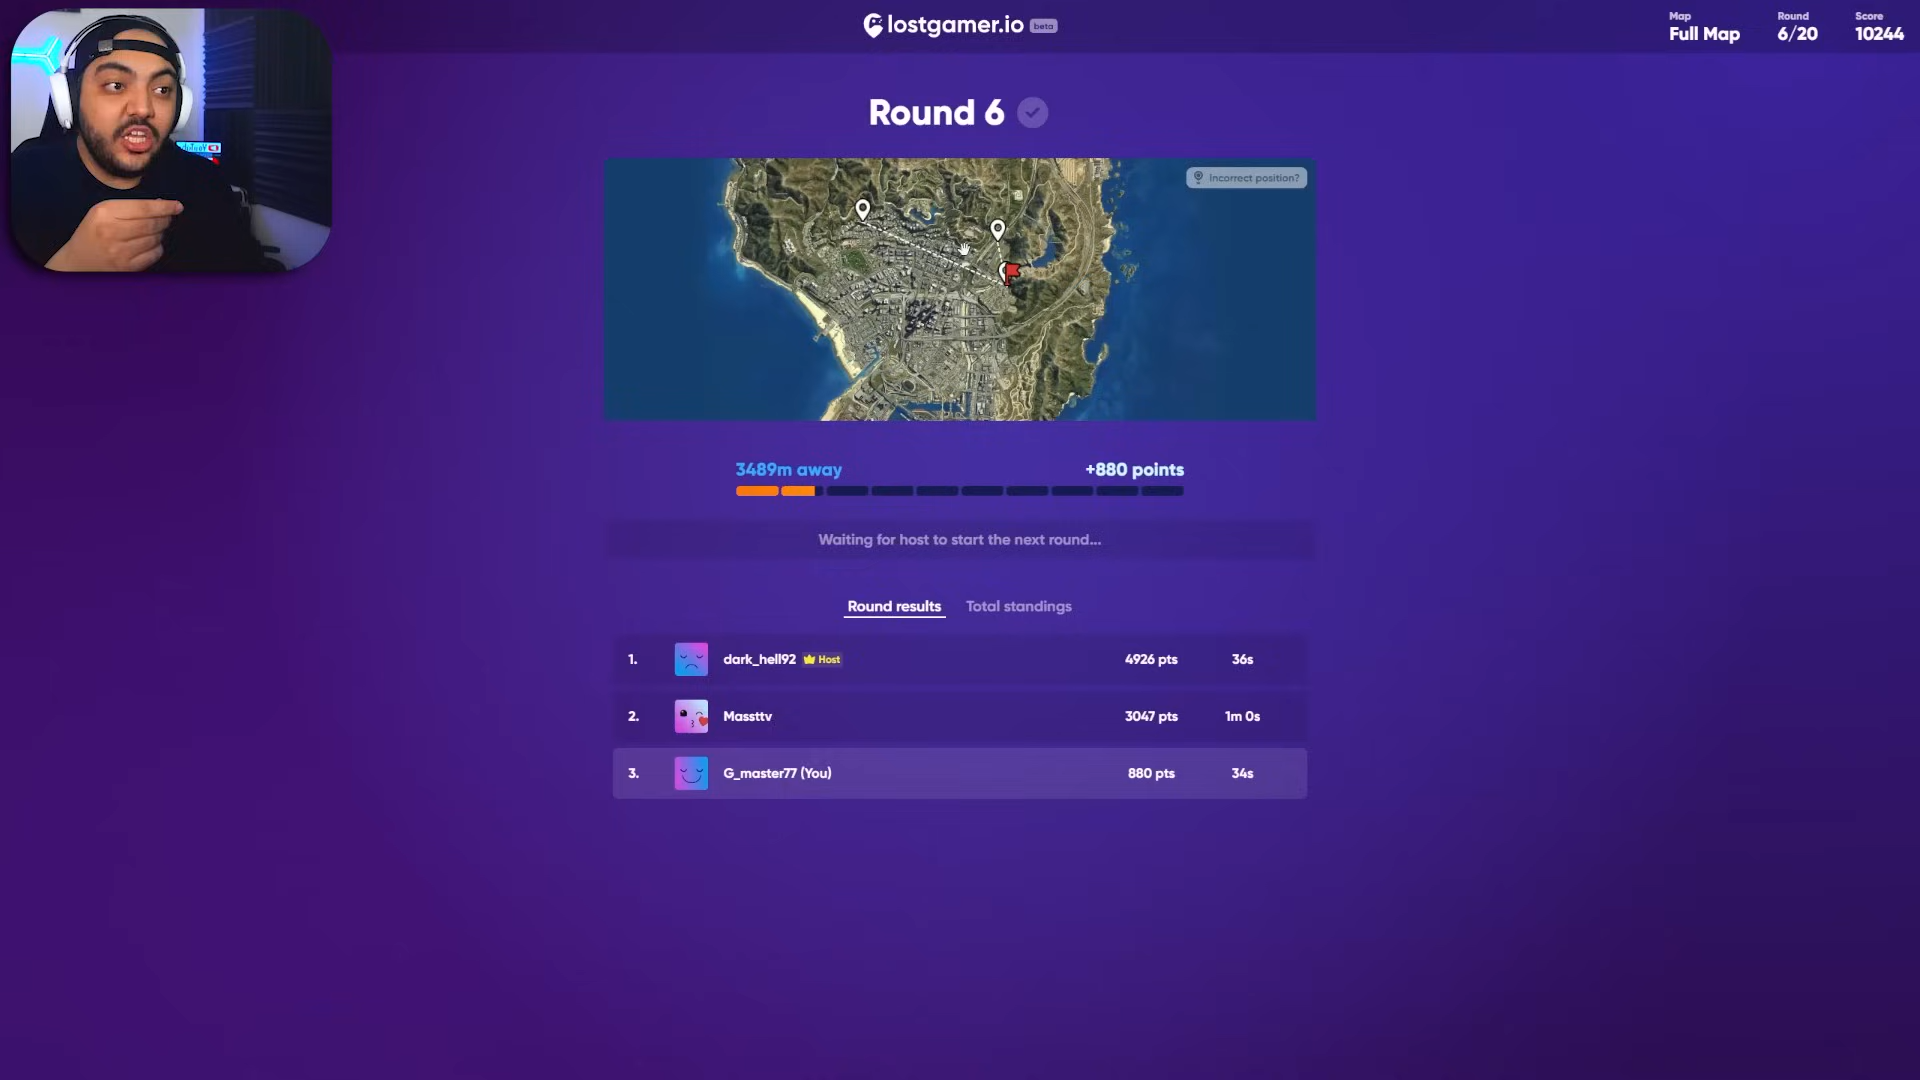 lostgamer.io beta
Map
Full Map
Round
6/20
Score
10244
Round 6
Incorrect position?
3489m away
+880 points
Waiting for host to start the next round...
Round results
Total standings
1. dark_hell92 Host 4926 pts 36s
2. Massttv 3047 pts 1m 0s
3. G_master77 (You) 880 pts 34s